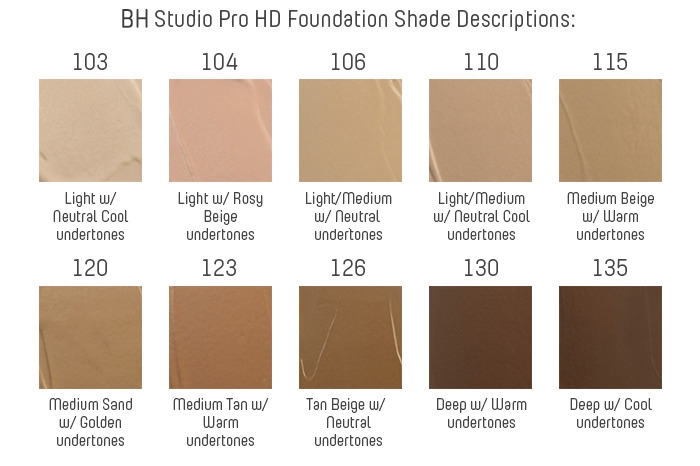 BH Studio Pro HD Foundation Shade Descriptions:
103
104
106
110
115
Light w/
Neutral Cool
undertones
Light w/ Rosy
Beige
undertones
Light/Medium
w/ Neutral
undertones
Light/Medium
w/ Neutral Cool
undertones
Medium Beige
w/ Warm
undertones
120
123
126
130
135
Medium Sand
w/ Golden
undertones
Medium Tan w/
Warm
undertones
Tan Beige w/
Neutral
undertones
Deep w/ Warm
undertones
Deep w/ Cool
undertones